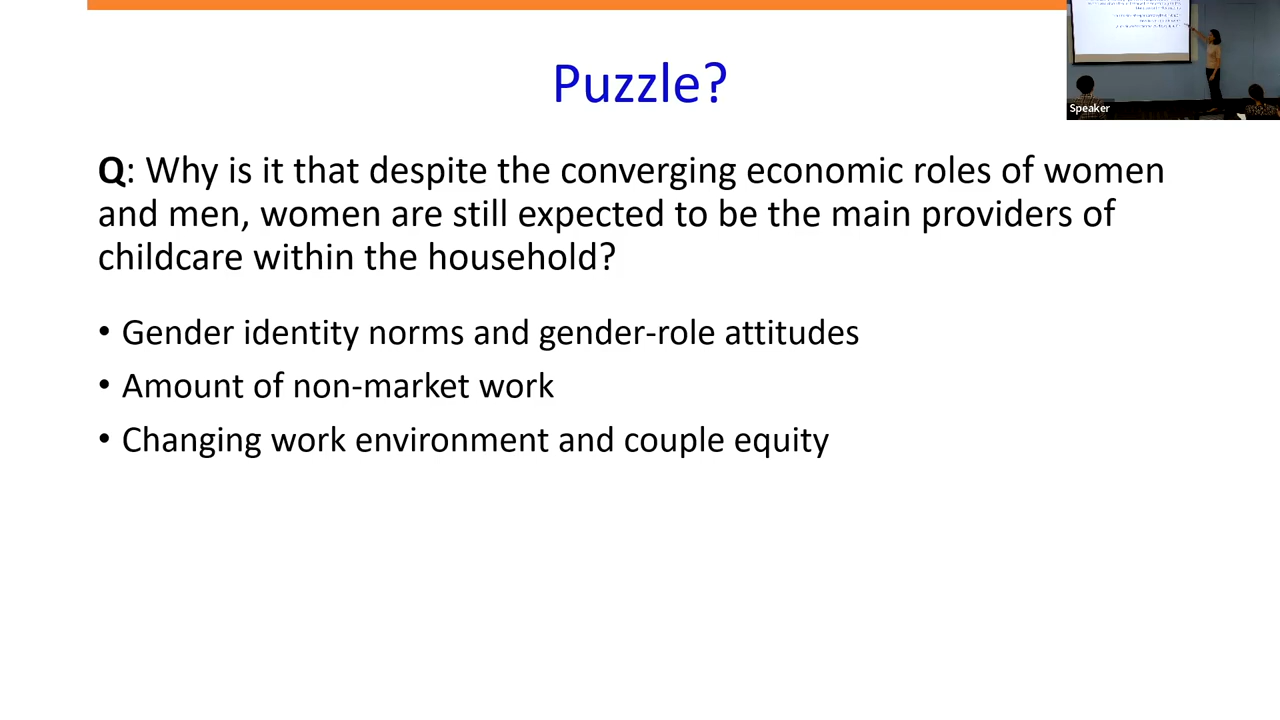 Puzzle?
Speaker
Q: Why is it that despite the converging economic roles of women
and men, women are still expected to be the main providers of
childcare within the household?
• Gender identity norms and gender-role attitudes
• Amount of non-market work
• Changing work environment and couple equity